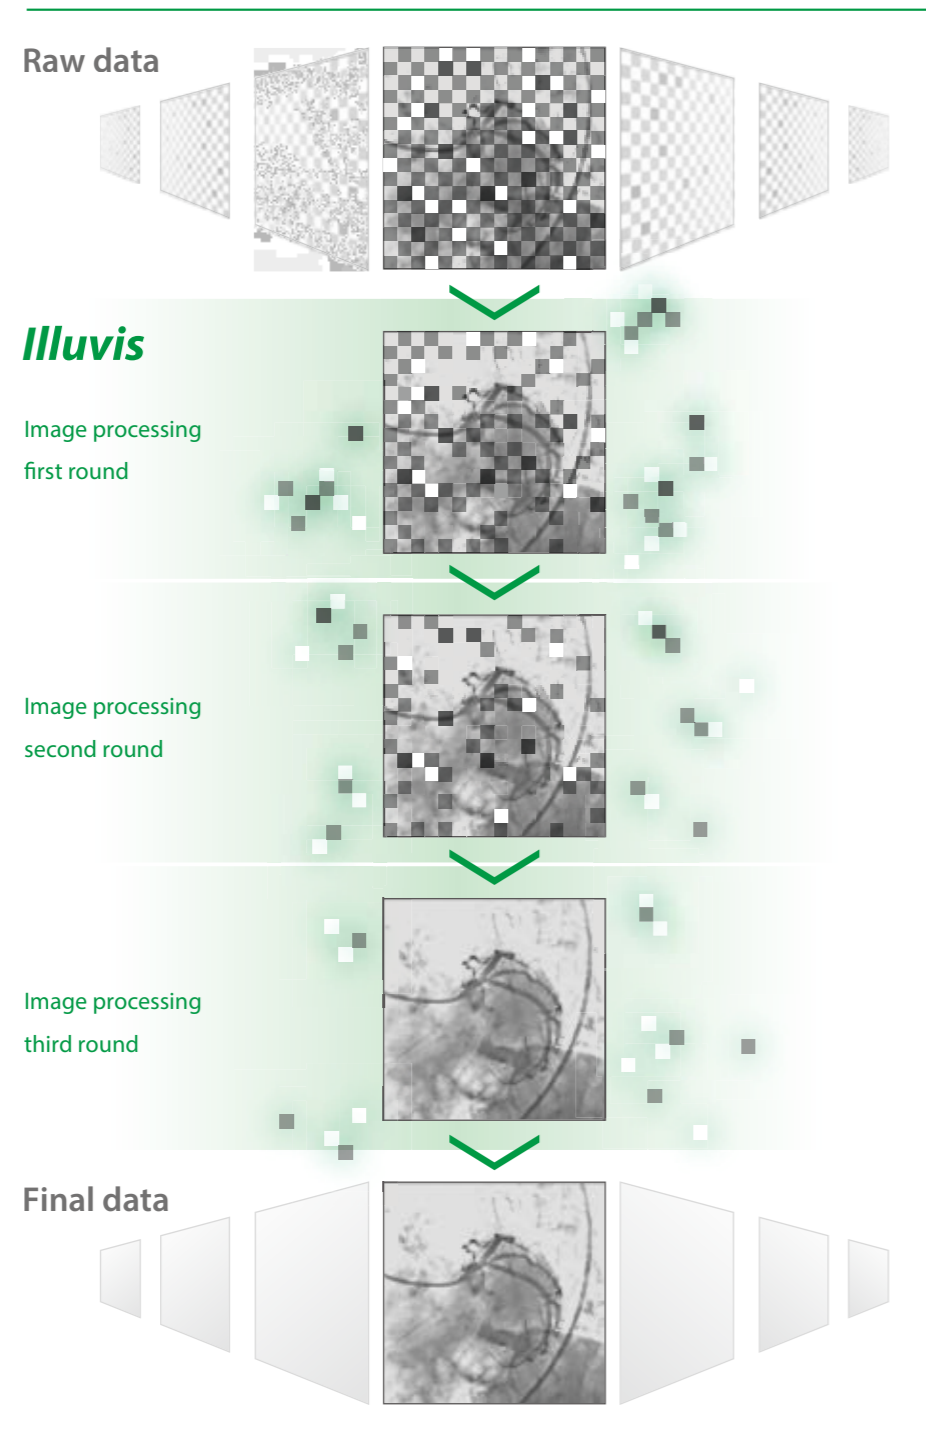 Raw data
Illuvis
Image processing
first round
Image processing
second round
Image processing
third round
Final data